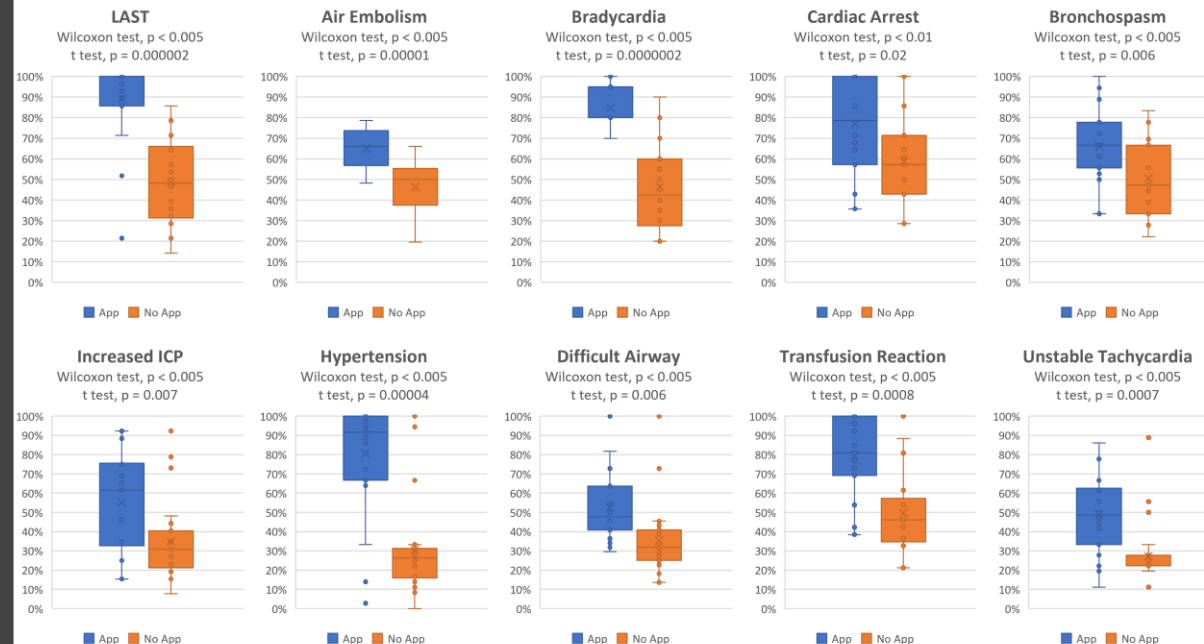 LAST
Wilcoxon test, p < 0.005
t test, p = 0.000002
100%
90%
80%
70%
60%
50%
40%
30%
20%
10%
0%
App No App
Air Embolism
Wilcoxon test, p < 0.005
t test, p = 0.00001
100%
90%
80%
70%
60%
50%
40%
30%
20%
10%
0%
App No App
Bradycardia
Wilcoxon test, p < 0.005
t test, p = 0.0000002
100%
90%
80%
70%
60%
50%
40%
30%
20%
10%
0%
App No App
Cardiac Arrest
Wilcoxon test, p < 0.01
t test, p = 0.02
100%
90%
80%
70%
60%
50%
40%
30%
20%
10%
0%
App No App
Bronchospasm
Wilcoxon test, p < 0.005
t test, p = 0.006
100%
90%
80%
70%
60%
50%
40%
30%
20%
10%
0%
App No App
Increased ICP
Wilcoxon test, p < 0.005
t test, p = 0.007
100%
90%
80%
70%
60%
50%
40%
30%
20%
10%
0%
App No App
Hypertension
Wilcoxon test, p < 0.005
t test, p = 0.00004
100%
90%
80%
70%
60%
50%
40%
30%
20%
10%
0%
App No App
Difficult Airway
Wilcoxon test, p < 0.005
t test, p = 0.006
100%
90%
80%
70%
60%
50%
40%
30%
20%
10%
0%
App No App
Transfusion Reaction
Wilcoxon test, p < 0.005
t test, p = 0.0008
100%
90%
80%
70%
60%
50%
40%
30%
20%
10%
0%
App No App
Unstable Tachycardia
Wilcoxon test, p < 0.005
t test, p = 0.0007
100%
90%
80%
70%
60%
50%
40%
30%
20%
10%
0%
App No App